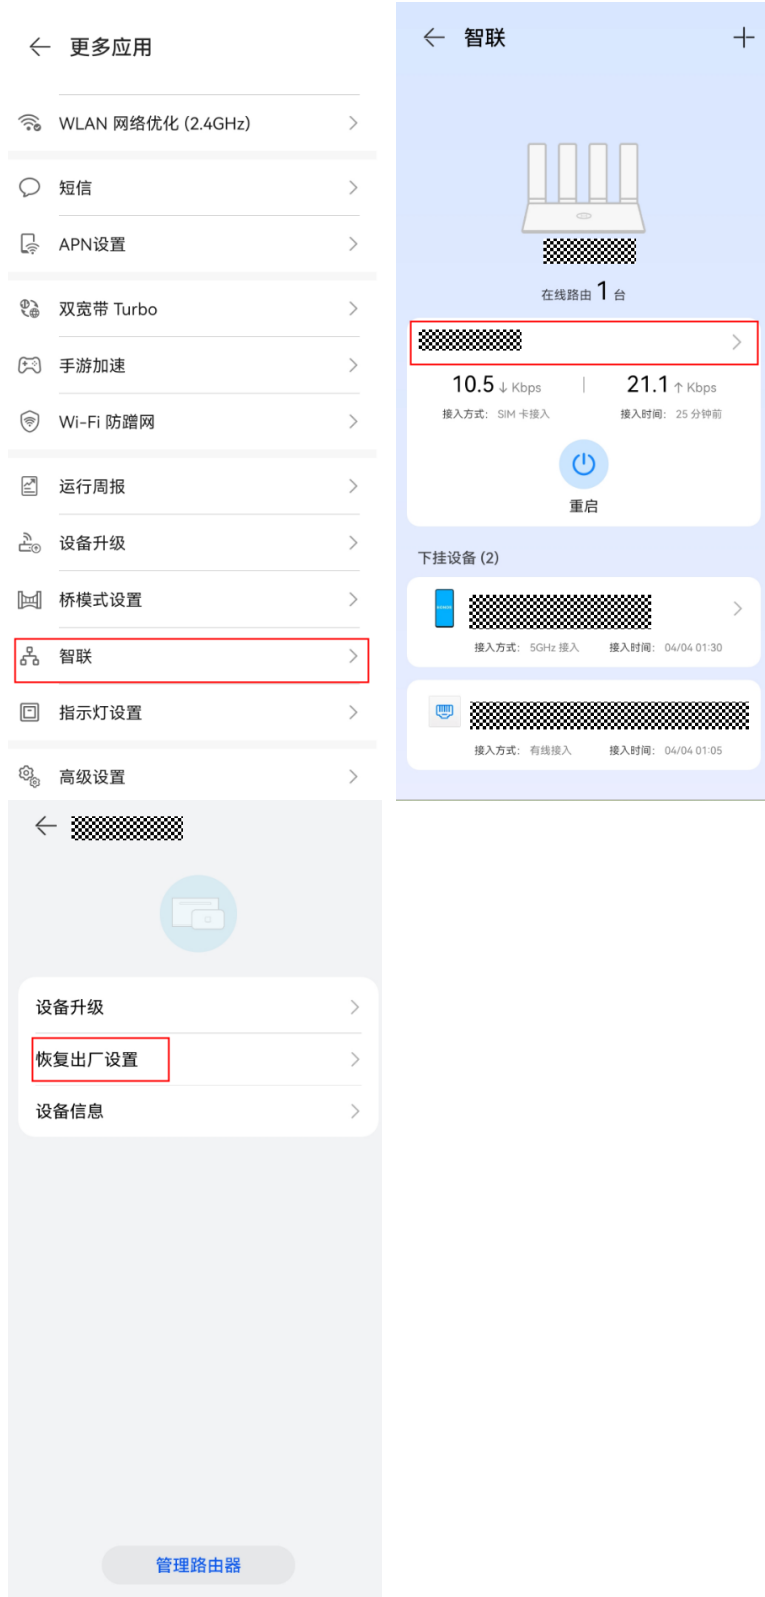 更多应用
WLAN 网络优化 (2.4GHz)
短信
APN设置
双宽带 Turbo
手游加速
Wi-Fi 防蹭网
运行周报
设备升级
桥模式设置
智联
指示灯设置
高级设置
智联
在线路由 1 台
10.5 ↓ Kbps | 21.1 ↑ Kbps
接入方式： SIM 卡接入 接入时间： 25 分钟前
重启
下挂设备 (2)
接入方式： 5GHz 接入 接入时间： 04/04 01:30
接入方式： 有线接入 接入时间： 04/04 01:05
设备升级
恢复出厂设置
设备信息
管理路由器